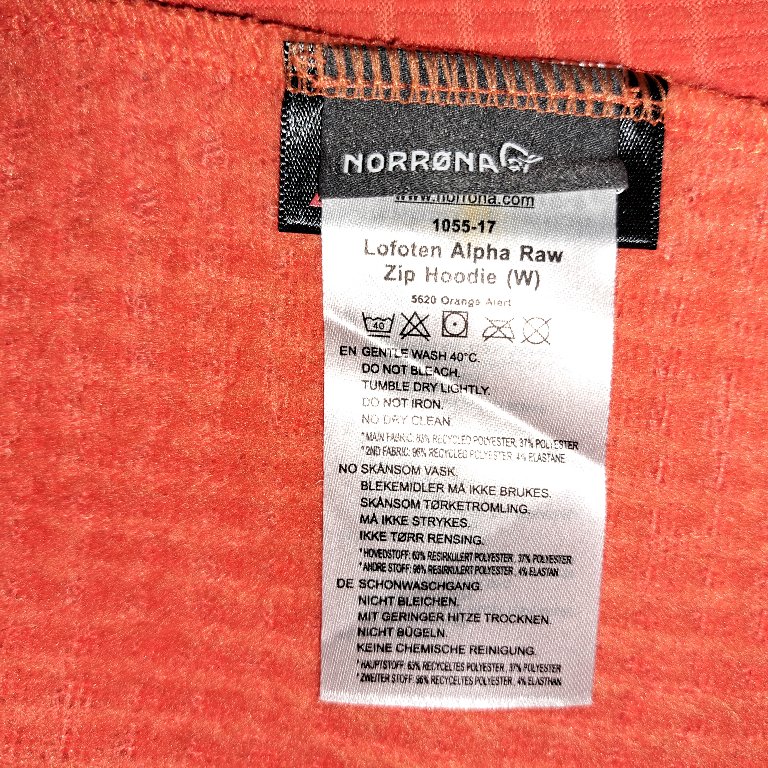 NORRØNA
www.norrona.com
1055-17
Lofoten Alpha Raw
Zip Hoodie (W)
5620 Orange Alert
40
EN GENTLE WASH 40°C.
DO NOT BLEACH.
TUMBLE DRY LIGHTLY.
DO NOT IRON.
NO DRY CLEAN
*MAIN FABRIC: 63% RECYCLED POLYESTER, 37% POLYESTER
*2ND FABRIC: 96% RECYCLED POLYESTER, 4% ELASTANE
NO SKÅNSOM VASK.
BLEKEMIDLER MÅ IKKE BRUKES.
SKÅNSOM TØRKETROMLING.
MÅ IKKE STRYKES.
IKKE TØRR RENSING.
*HOVEDSTOFF: 63% RESIRKULERT POLYESTER, 37% POLYESTER
*ANDRE STOFF: 96% RESIRKULERT POLYESTER, 4% ELASTAN
DE SCHONWASCHGANG.
NICHT BLEICHEN.
MIT GERINGER HITZE TROCKNEN.
NICHT BÜGELN.
KEINE CHEMISCHE REINIGUNG.
*HAUPTSTOFF: 63% RECYCELTES POLYESTER, 37% POLYESTER
*ZWEITER STOFF: 96% RECYCELTES POLYESTER, 4% ELASTHAN